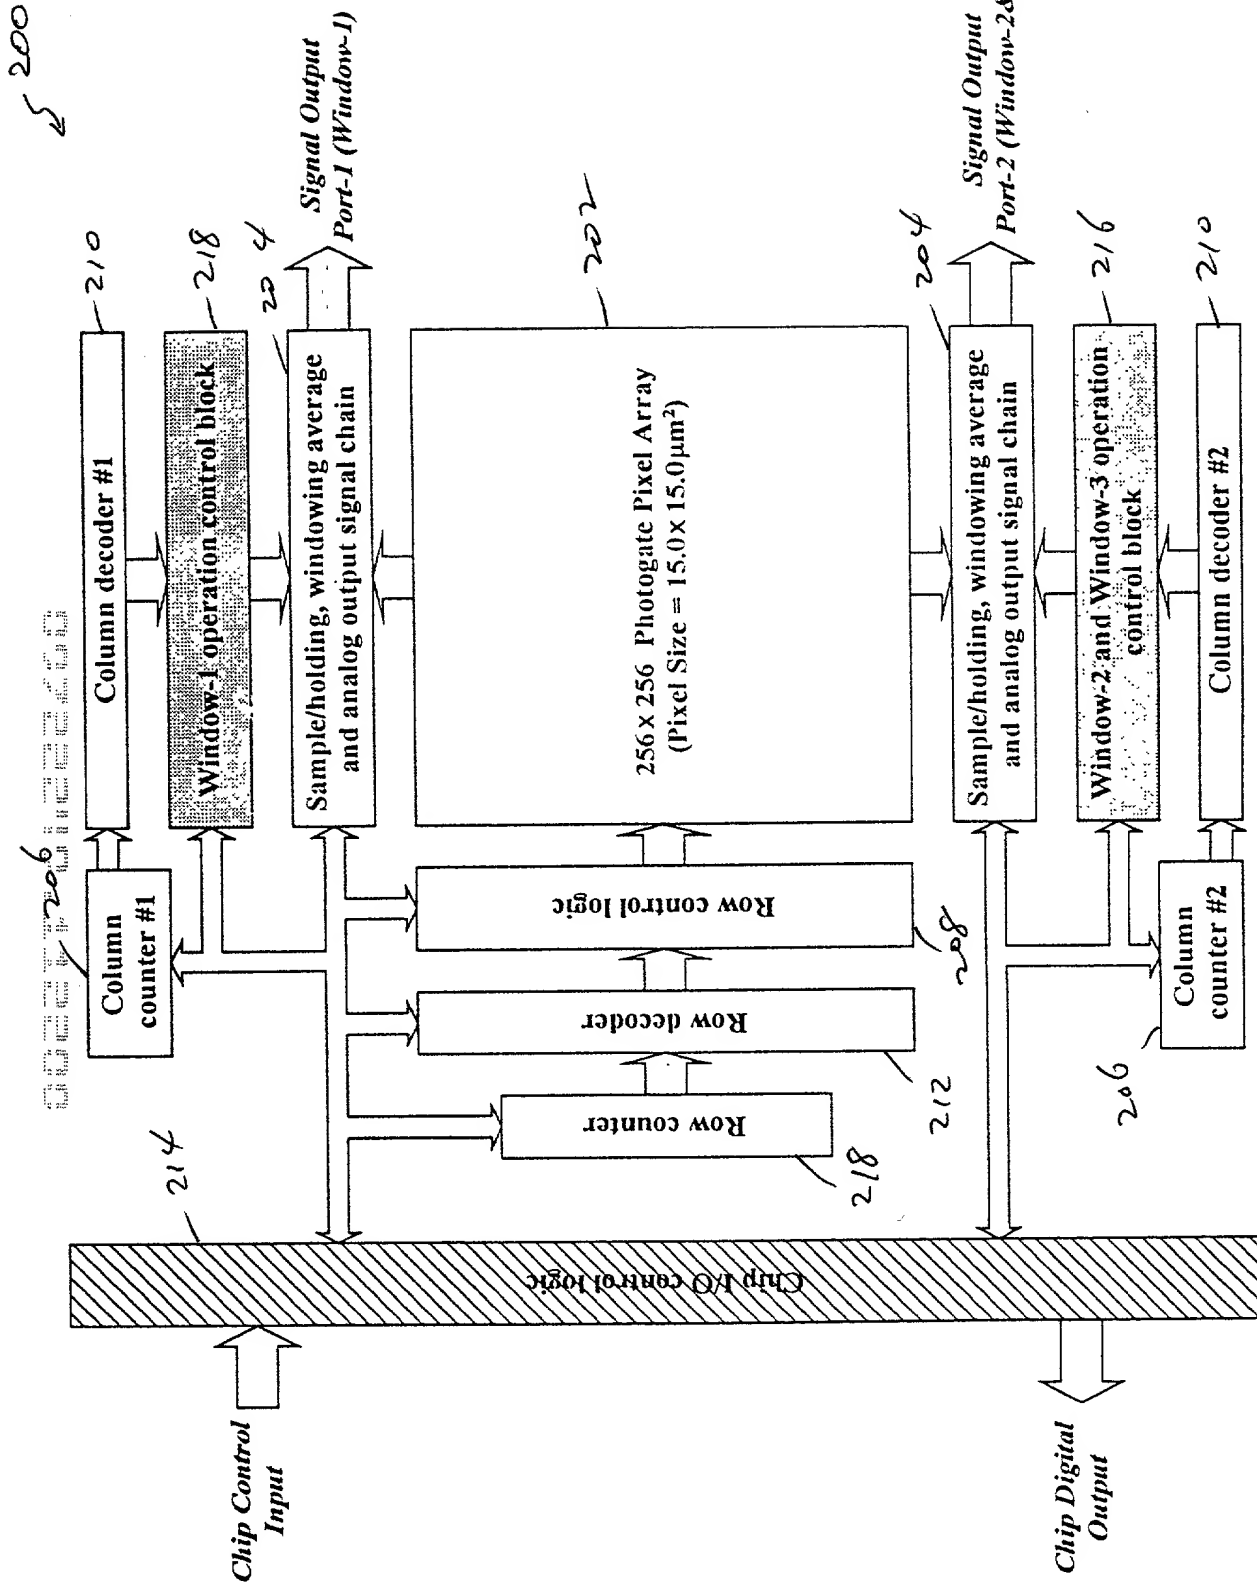 200
210
218
20 4
Signal Output
Port-1 (Window-1)
Column decoder #1
Window-1 operation control block
Sample/holding, windowing average
and analog output signal chain
206
Column
counter #1
202
256 x 256 Photogate Pixel Array
(Pixel Size = 15.0 x 15.0µm²)
Row control logic
208
Row decoder
212
Row counter
218
214
Chip I/O control logic
Chip Control
Input
Chip Digital
Output
204
Signal Output
Port-2 (Window-2&
Sample/holding, windowing average
and analog output signal chain
216
Window-2 and Window-3 operation
control block
210
Column decoder #2
Column
counter #2
206